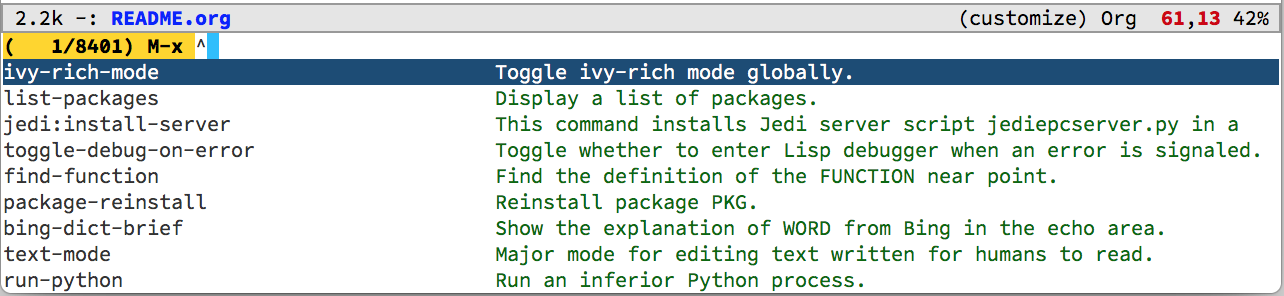 2.2k -: README.org (customize) Org 61,13 42%
( 1/8401) M-x ^
ivy-rich-mode Toggle ivy-rich mode globally.
list-packages Display a list of packages.
jedi:install-server This command installs Jedi server script jediepcserver.py in a
toggle-debug-on-error Toggle whether to enter Lisp debugger when an error is signaled.
find-function Find the definition of the FUNCTION near point.
package-reinstall Reinstall package PKG.
bing-dict-brief Show the explanation of WORD from Bing in the echo area.
text-mode Major mode for editing text written for humans to read.
run-python Run an inferior Python process.